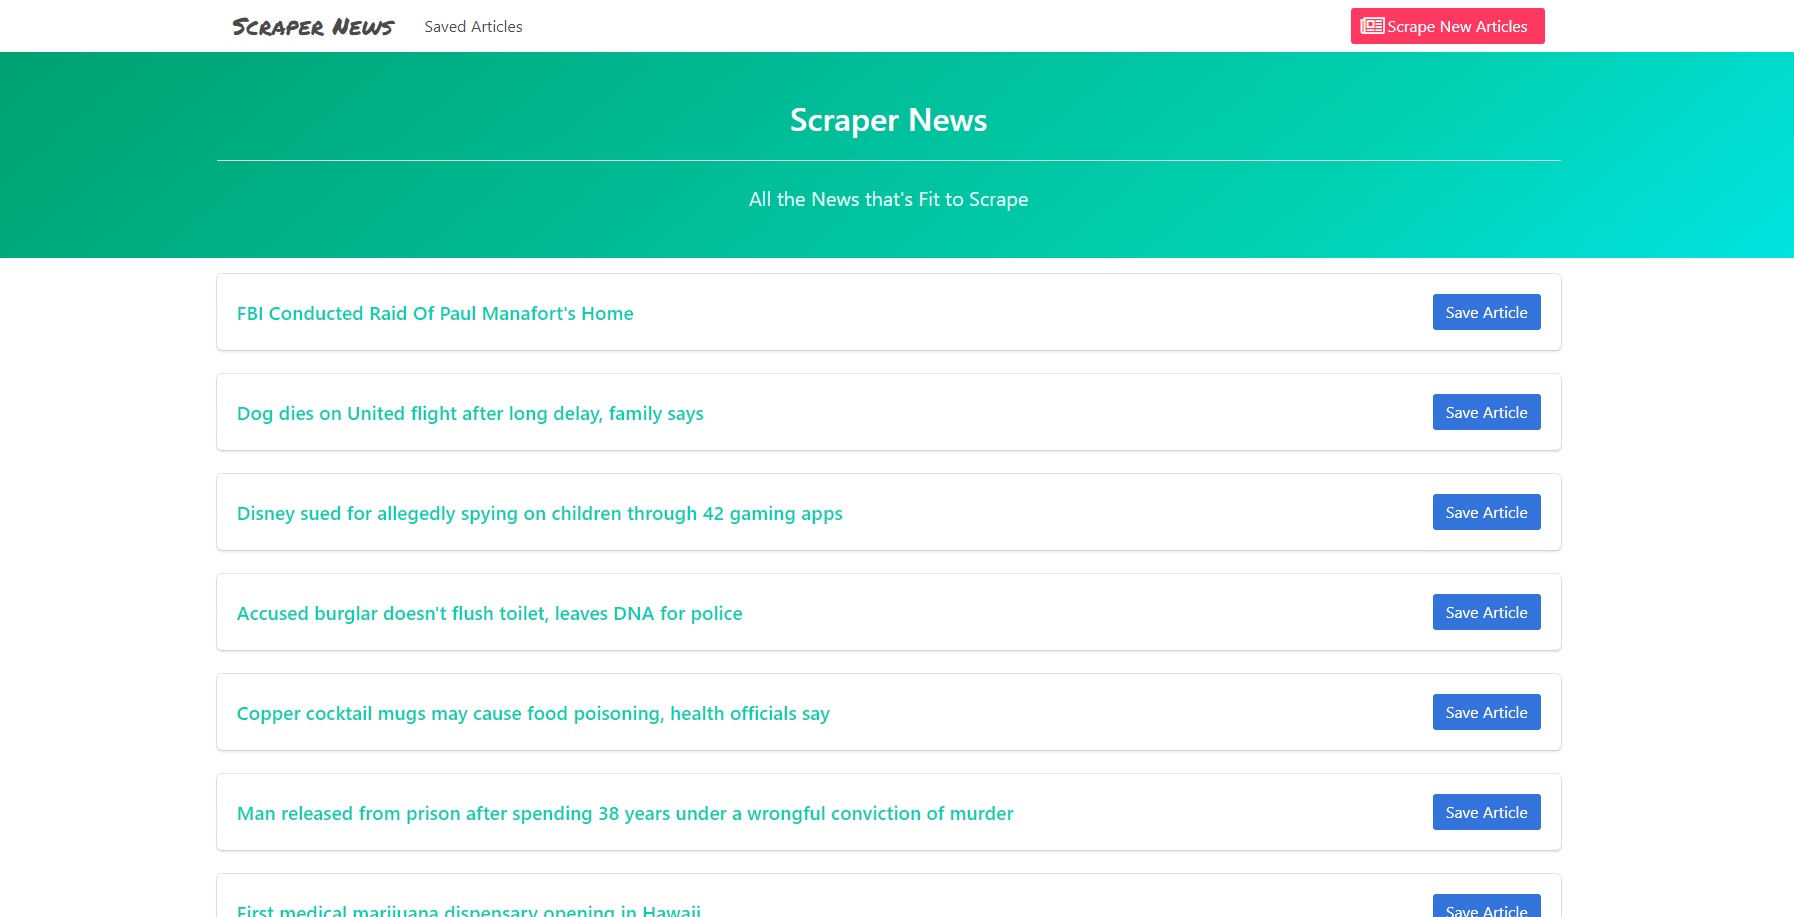 Scraper News
Saved Articles
Scrape New Articles
Scraper News
All the News that's Fit to Scrape
FBI Conducted Raid Of Paul Manafort's Home
Save Article
Dog dies on United flight after long delay, family says
Save Article
Disney sued for allegedly spying on children through 42 gaming apps
Save Article
Accused burglar doesn't flush toilet, leaves DNA for police
Save Article
Copper cocktail mugs may cause food poisoning, health officials say
Save Article
Man released from prison after spending 38 years under a wrongful conviction of murder
Save Article
First medical marijuana dispensary opening in Hawaii
Save Article